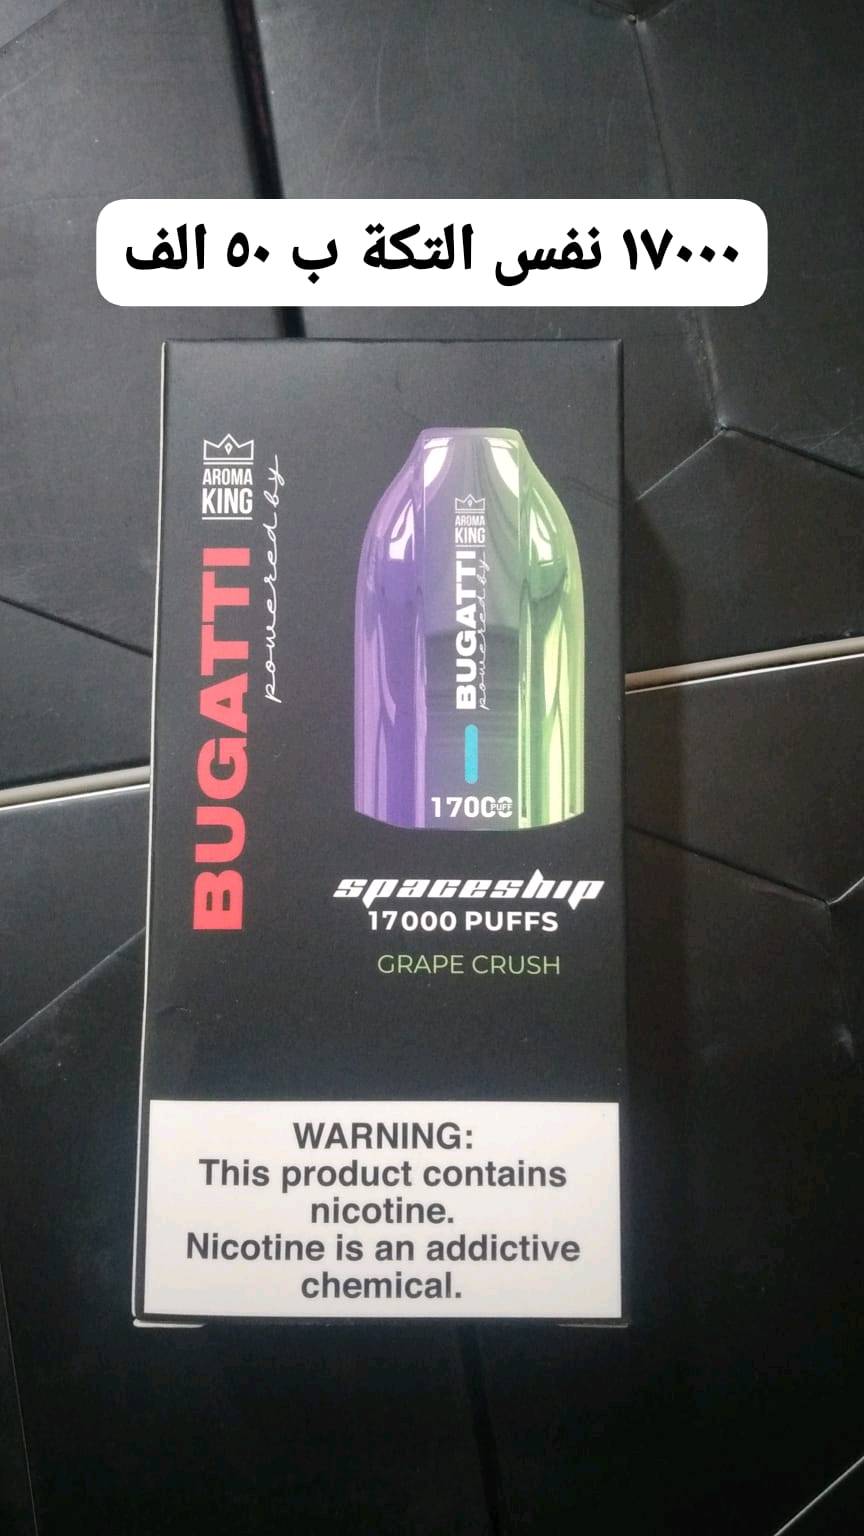 ١٧٠٠٠ نفس التكة ب ٥٠ الف
AROMA
KING
BUGATTI
powered by
AROMA
KING
BUGATTI
powered by
17000
PUFF
spaceship
17000 PUFFS
GRAPE CRUSH
WARNING:
This product contains
nicotine.
Nicotine is an addictive
chemical.